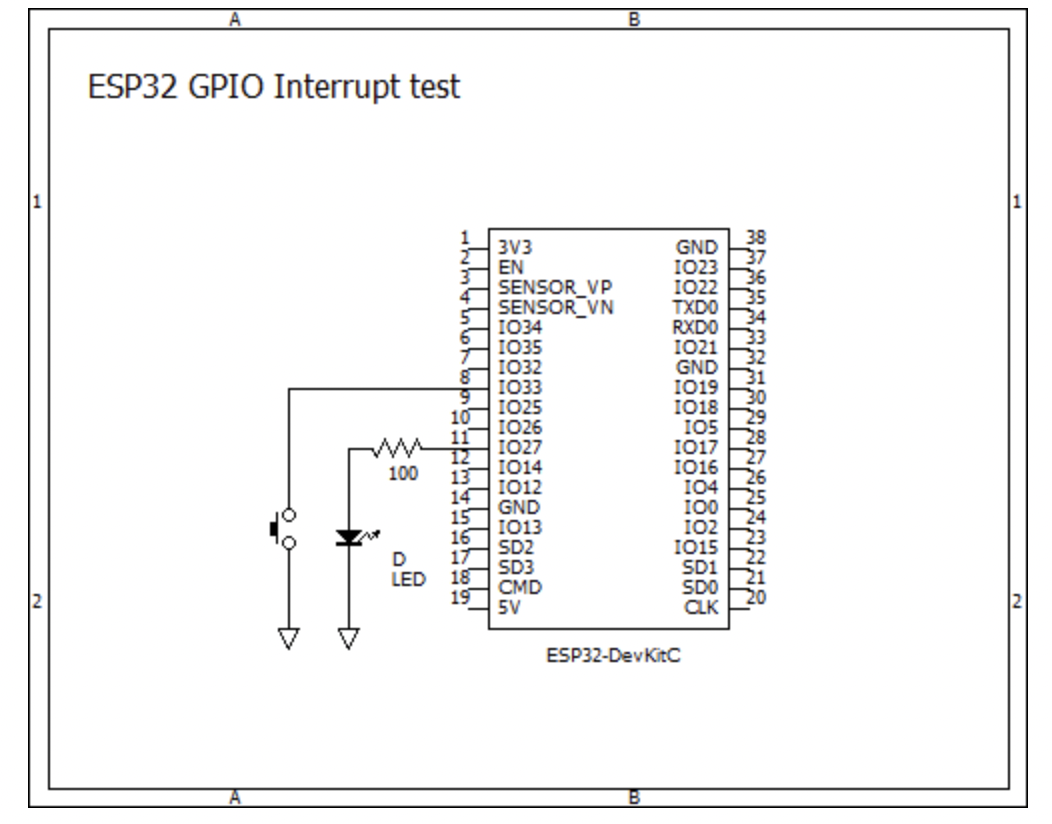 A B
ESP32 GPIO Interrupt test
1 1
1 3V3 GND 38
2 EN IO23 37
3 SENSOR_VP IO22 36
4 SENSOR_VN TXD0 35
5 IO34 RXD0 34
6 IO35 IO21 33
7 IO32 GND 32
8 IO33 IO19 31
9 IO25 IO18 30
10 IO26 IO5 29
11 IO27 IO17 28
100
12 IO14 IO16 27
13 IO12 IO4 26
14 GND IO0 25
15 IO13 IO2 24
16 SD2 IO15 23
D
LED
17 SD3 SD1 22
18 CMD SD0 21
19 5V CLK 20
2 2
ESP32-DevKitC
A B